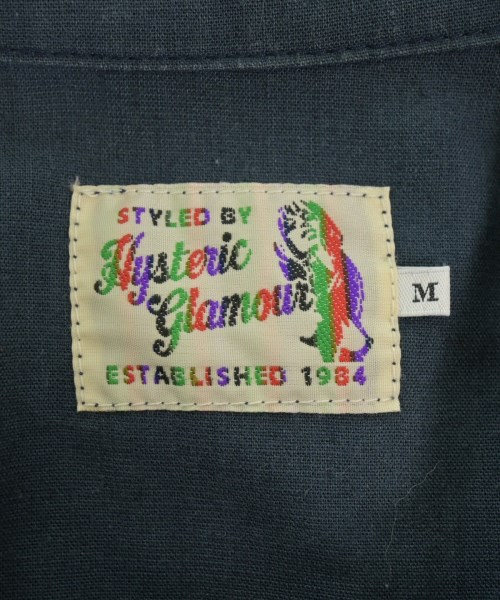 STYLED BY
Hysteric
Glamour
ESTABLISHED 1984
M